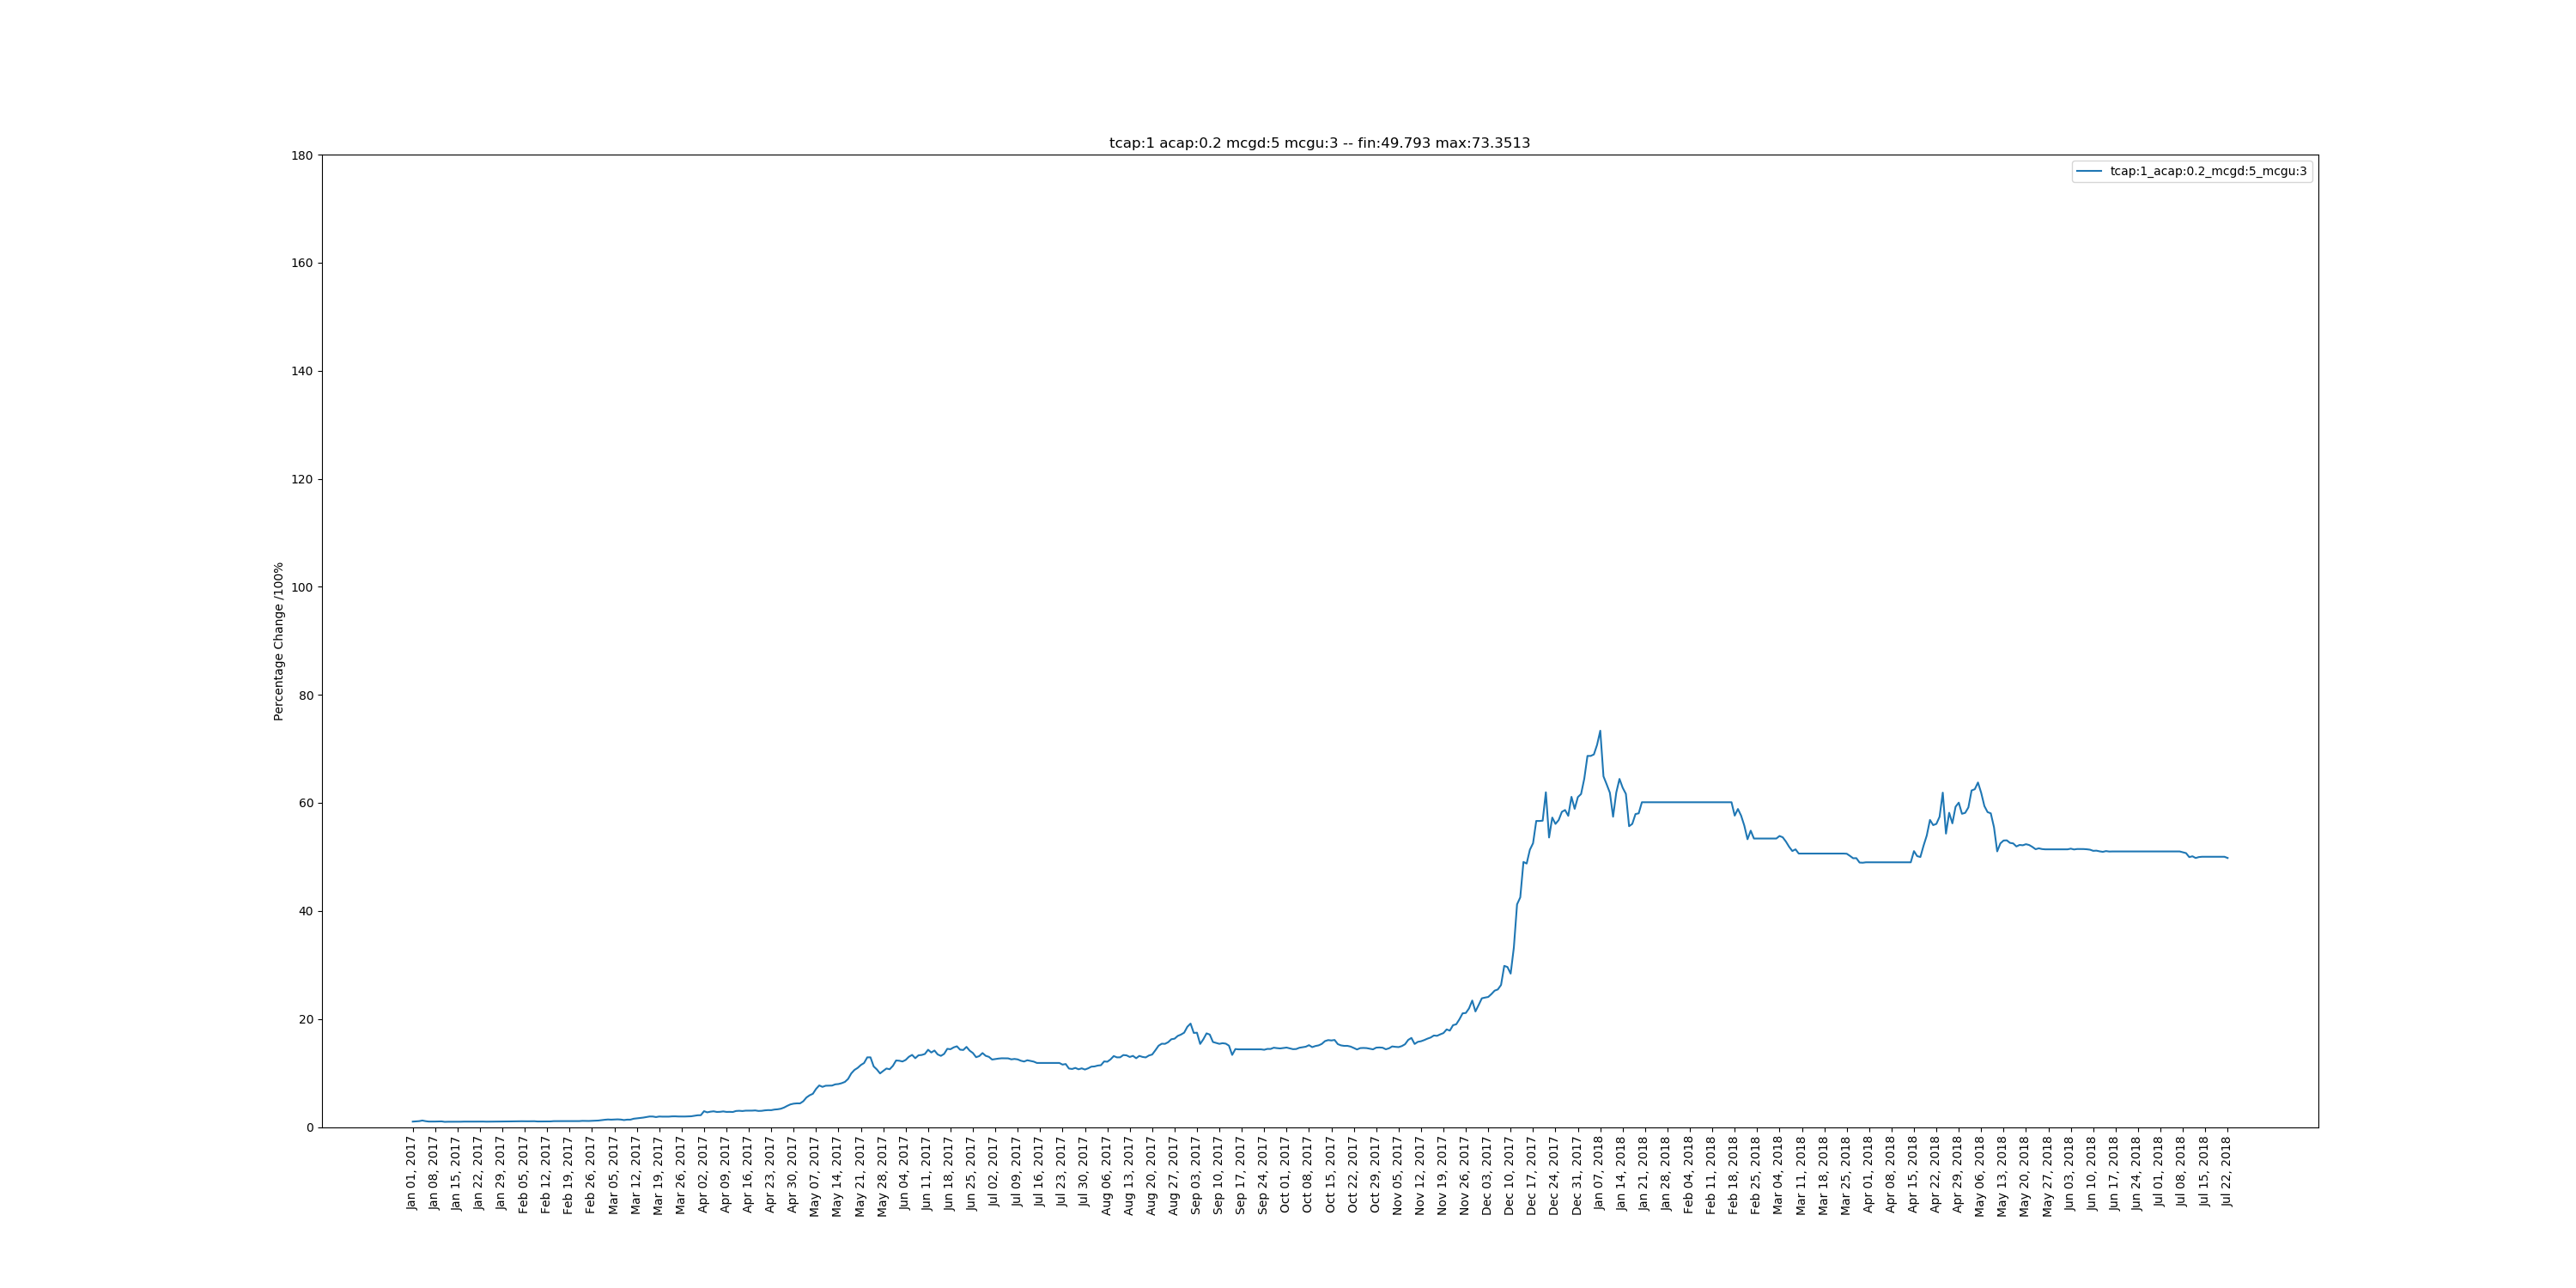 tcap:1 acap:0.2 mcgd:5 mcgu:3 -- fin:49.793 max:73.3513
tcap:1_acap:0.2_mcgd:5_mcgu:3
Percentage Change /100%
180
160
140
120
100
80
60
40
20
0
Jan 01, 2017
Jan 08, 2017
Jan 15, 2017
Jan 22, 2017
Jan 29, 2017
Feb 05, 2017
Feb 12, 2017
Feb 19, 2017
Feb 26, 2017
Mar 05, 2017
Mar 12, 2017
Mar 19, 2017
Mar 26, 2017
Apr 02, 2017
Apr 09, 2017
Apr 16, 2017
Apr 23, 2017
Apr 30, 2017
May 07, 2017
May 14, 2017
May 21, 2017
May 28, 2017
Jun 04, 2017
Jun 11, 2017
Jun 18, 2017
Jun 25, 2017
Jul 02, 2017
Jul 09, 2017
Jul 16, 2017
Jul 23, 2017
Jul 30, 2017
Aug 06, 2017
Aug 13, 2017
Aug 20, 2017
Aug 27, 2017
Sep 03, 2017
Sep 10, 2017
Sep 17, 2017
Sep 24, 2017
Oct 01, 2017
Oct 08, 2017
Oct 15, 2017
Oct 22, 2017
Oct 29, 2017
Nov 05, 2017
Nov 12, 2017
Nov 19, 2017
Nov 26, 2017
Dec 03, 2017
Dec 10, 2017
Dec 17, 2017
Dec 24, 2017
Dec 31, 2017
Jan 07, 2018
Jan 14, 2018
Jan 21, 2018
Jan 28, 2018
Feb 04, 2018
Feb 11, 2018
Feb 18, 2018
Feb 25, 2018
Mar 04, 2018
Mar 11, 2018
Mar 18, 2018
Mar 25, 2018
Apr 01, 2018
Apr 08, 2018
Apr 15, 2018
Apr 22, 2018
Apr 29, 2018
May 06, 2018
May 13, 2018
May 20, 2018
May 27, 2018
Jun 03, 2018
Jun 10, 2018
Jun 17, 2018
Jun 24, 2018
Jul 01, 2018
Jul 08, 2018
Jul 15, 2018
Jul 22, 2018